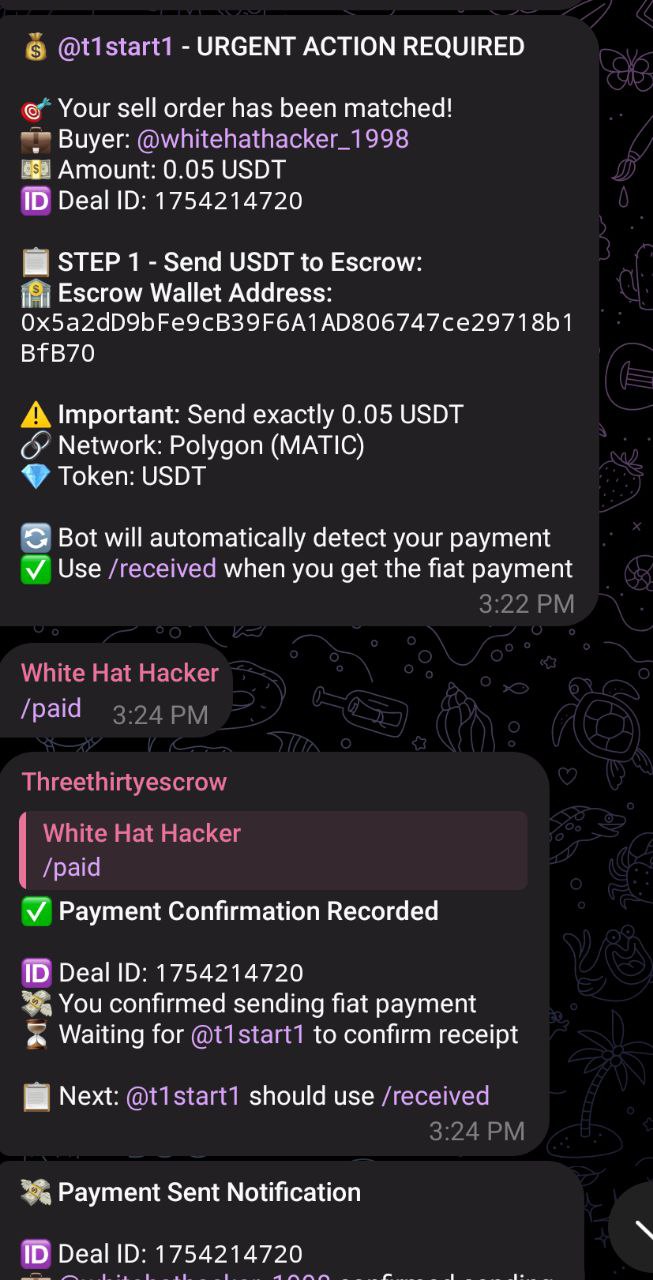 💰 @t1start1 - URGENT ACTION REQUIRED
🎯 Your sell order has been matched!
💼 Buyer: @whitehathacker_1998
💵 Amount: 0.05 USDT
🆔 Deal ID: 1754214720
📋 STEP 1 - Send USDT to Escrow:
🏦 Escrow Wallet Address:
0x5a2dD9bFe9cB39F6A1AD806747ce29718b1
BfB70
⚠️ Important: Send exactly 0.05 USDT
🔗 Network: Polygon (MATIC)
💎 Token: USDT
🔄 Bot will automatically detect your payment
✅ Use /received when you get the fiat payment
3:22 PM
White Hat Hacker
/paid 3:24 PM
Threethirtyescrow
White Hat Hacker
/paid
✅ Payment Confirmation Recorded
🆔 Deal ID: 1754214720
💸 You confirmed sending fiat payment
⏳ Waiting for @t1start1 to confirm receipt
📋 Next: @t1start1 should use /received
3:24 PM
💸 Payment Sent Notification
🆔 Deal ID: 1754214720
💼 @whitehathacker_1998 confirmed sending